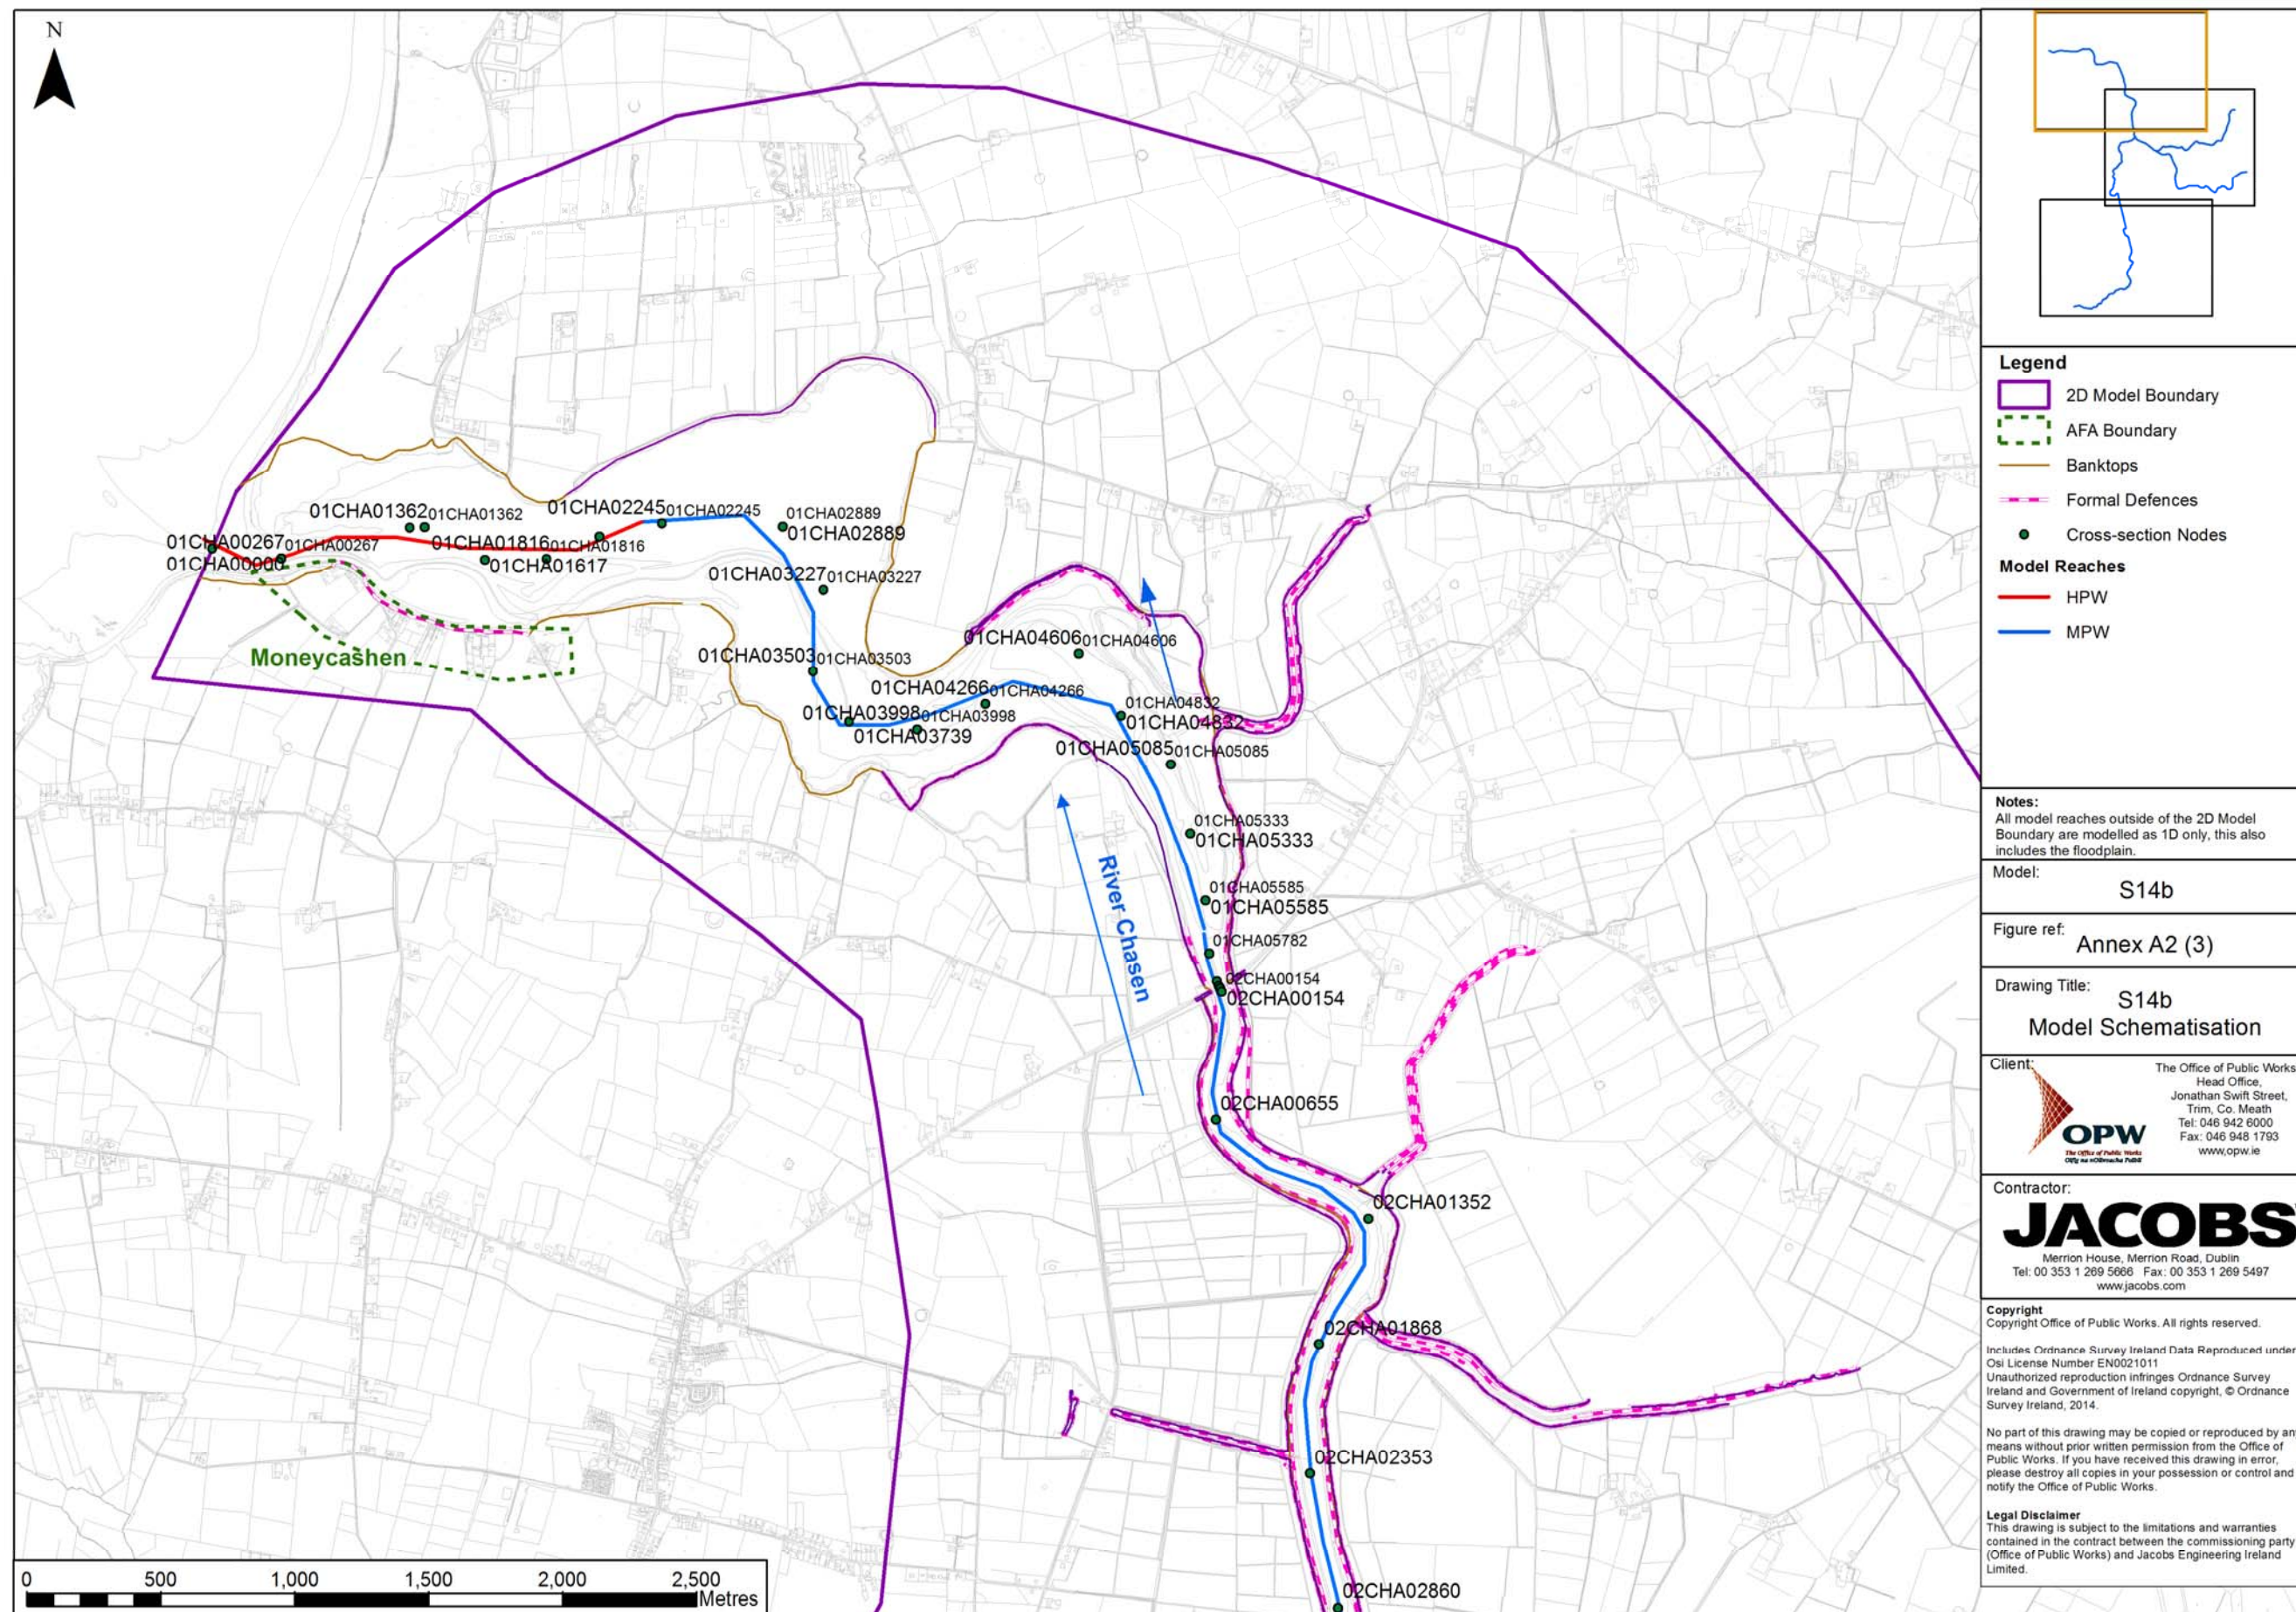 N
01CHA01362
01CHA01362
01CHA02245
01CHA02245
01CHA02889
01CHA02889
01CHA00267
01CHA00267
01CHA00000
01CHA01816
01CHA01816
01CHA01617
01CHA03227
01CHA03227
Moneycashen
01CHA03503
01CHA03503
01CHA04606
01CHA04606
01CHA04266
01CHA04266
01CHA03998
01CHA03998
01CHA03739
01CHA04832
01CHA04832
01CHA05085
01CHA05085
01CHA05333
01CHA05333
River Chasen
01CHA05585
01CHA05585
01CHA05782
02CHA00154
02CHA00154
02CHA00655
02CHA01352
02CHA01868
02CHA02353
02CHA02860
0 500 1,000 1,500 2,000 2,500
Metres
Legend
2D Model Boundary
AFA Boundary
Banktops
Formal Defences
Cross-section Nodes
Model Reaches
HPW
MPW
Notes:
All model reaches outside of the 2D Model
Boundary are modelled as 1D only, this also
includes the floodplain.
Model:
S14b
Figure ref:
Annex A2 (3)
Drawing Title:
S14b
Model Schematisation
Client:
OPW
The Office of Public Works
The Office of Public Works
Head Office,
Jonathan Swift Street,
Trim, Co. Meath
Tel: 046 942 6000
Fax: 046 948 1793
www,opw.ie
Contractor:
JACOBS
Merrion House, Merrion Road, Dublin
Tel: 00 353 1 269 5666 Fax: 00 353 1 269 5497
www.jacobs.com
Copyright
Copyright Office of Public Works. All rights reserved.
Includes Ordnance Survey Ireland Data Reproduced under
Osi License Number EN0021011
Unauthorized reproduction infringes Ordnance Survey
Ireland and Government of Ireland copyright, © Ordnance
Survey Ireland, 2014.
No part of this drawing may be copied or reproduced by an
means without prior written permission from the Office of
Public Works. If you have received this drawing in error,
please destroy all copies in your possession or control and
notify the Office of Public Works.
Legal Disclaimer
This drawing is subject to the limitations and warranties
contained in the contract between the commissioning party
(Office of Public Works) and Jacobs Engineering Ireland
Limited.